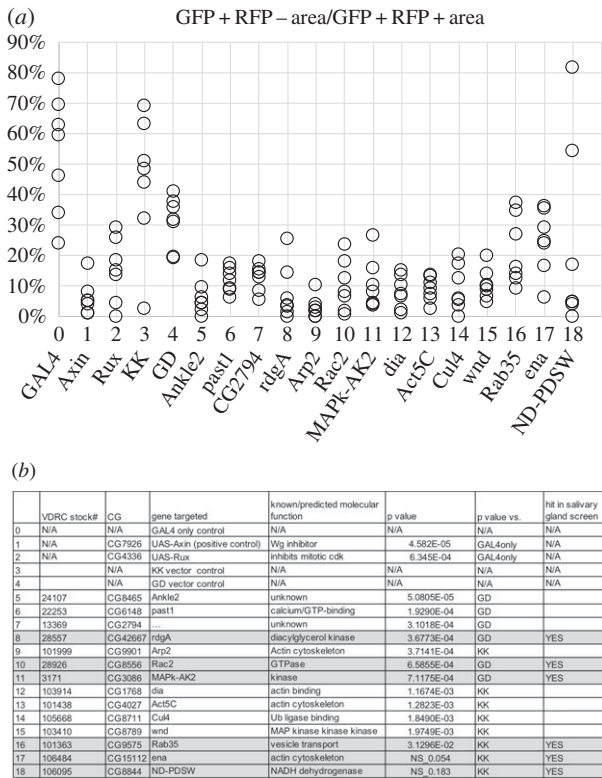 (a)
GFP + RFP – area/GFP + RFP + area
90%
80%
70%
60%
50%
40%
30%
20%
10%
0%
0 1 2 3 4 5 6 7 8 9 10 11 12 13 14 15 16 17 18
GAL4 Axin Rux KK GD Ankle2 past1 CG2794 rdgA Arp2 Rac2 MAPk-AK2 dia Act5C Cul4 wnd Rab35 ena ND-PDSW
(b)
VDRC stock# CG gene targeted known/predicted molecular function p value p value vs. hit in salivary gland screen
0 N/A N/A GAL4 only control N/A N/A N/A N/A
1 N/A CG7926 UAS-Axin (positive control) Wg inhibitor 4.582E-05 GAL4only N/A
2 N/A CG4336 UAS-Rux inhibits mitotic cdk 6.345E-04 GAL4only N/A
3 N/A KK vector control N/A N/A N/A N/A
4 N/A GD vector control N/A N/A N/A N/A
5 24107 CG8465 Ankle2 unknown 5.0805E-05 GD
6 22253 CG6148 past1 calcium/GTP-binding 1.9290E-04 GD
7 13369 CG2794 ... unknown 3.1018E-04 GD
8 28557 CG42667 rdgA diacylglycerol kinase 3.6773E-04 GD YES
9 101999 CG9901 Arp2 Actin cytoskeleton 3.7141E-04 KK
10 28926 CG8556 Rac2 GTPase 6.5855E-04 GD YES
11 3171 CG3086 MAPk-AK2 kinase 7.1175E-04 GD YES
12 103914 CG1768 dia actin binding 1.1674E-03 KK
13 101438 CG4027 Act5C actin cytoskeleton 1.2823E-03 KK
14 105668 CG8711 Cul4 Ub ligase binding 1.8490E-03 KK
15 103410 CG8789 wnd MAP kinase kinase kinase 1.9749E-03 KK
16 101363 CG9575 Rab35 vesicle transport 3.1296E-02 KK YES
17 106484 CG15112 ena actin cytoskeleton NS_0.054 KK YES
18 106095 CG8844 ND-PDSW NADH dehydrogenase NS_0.183 KK YES